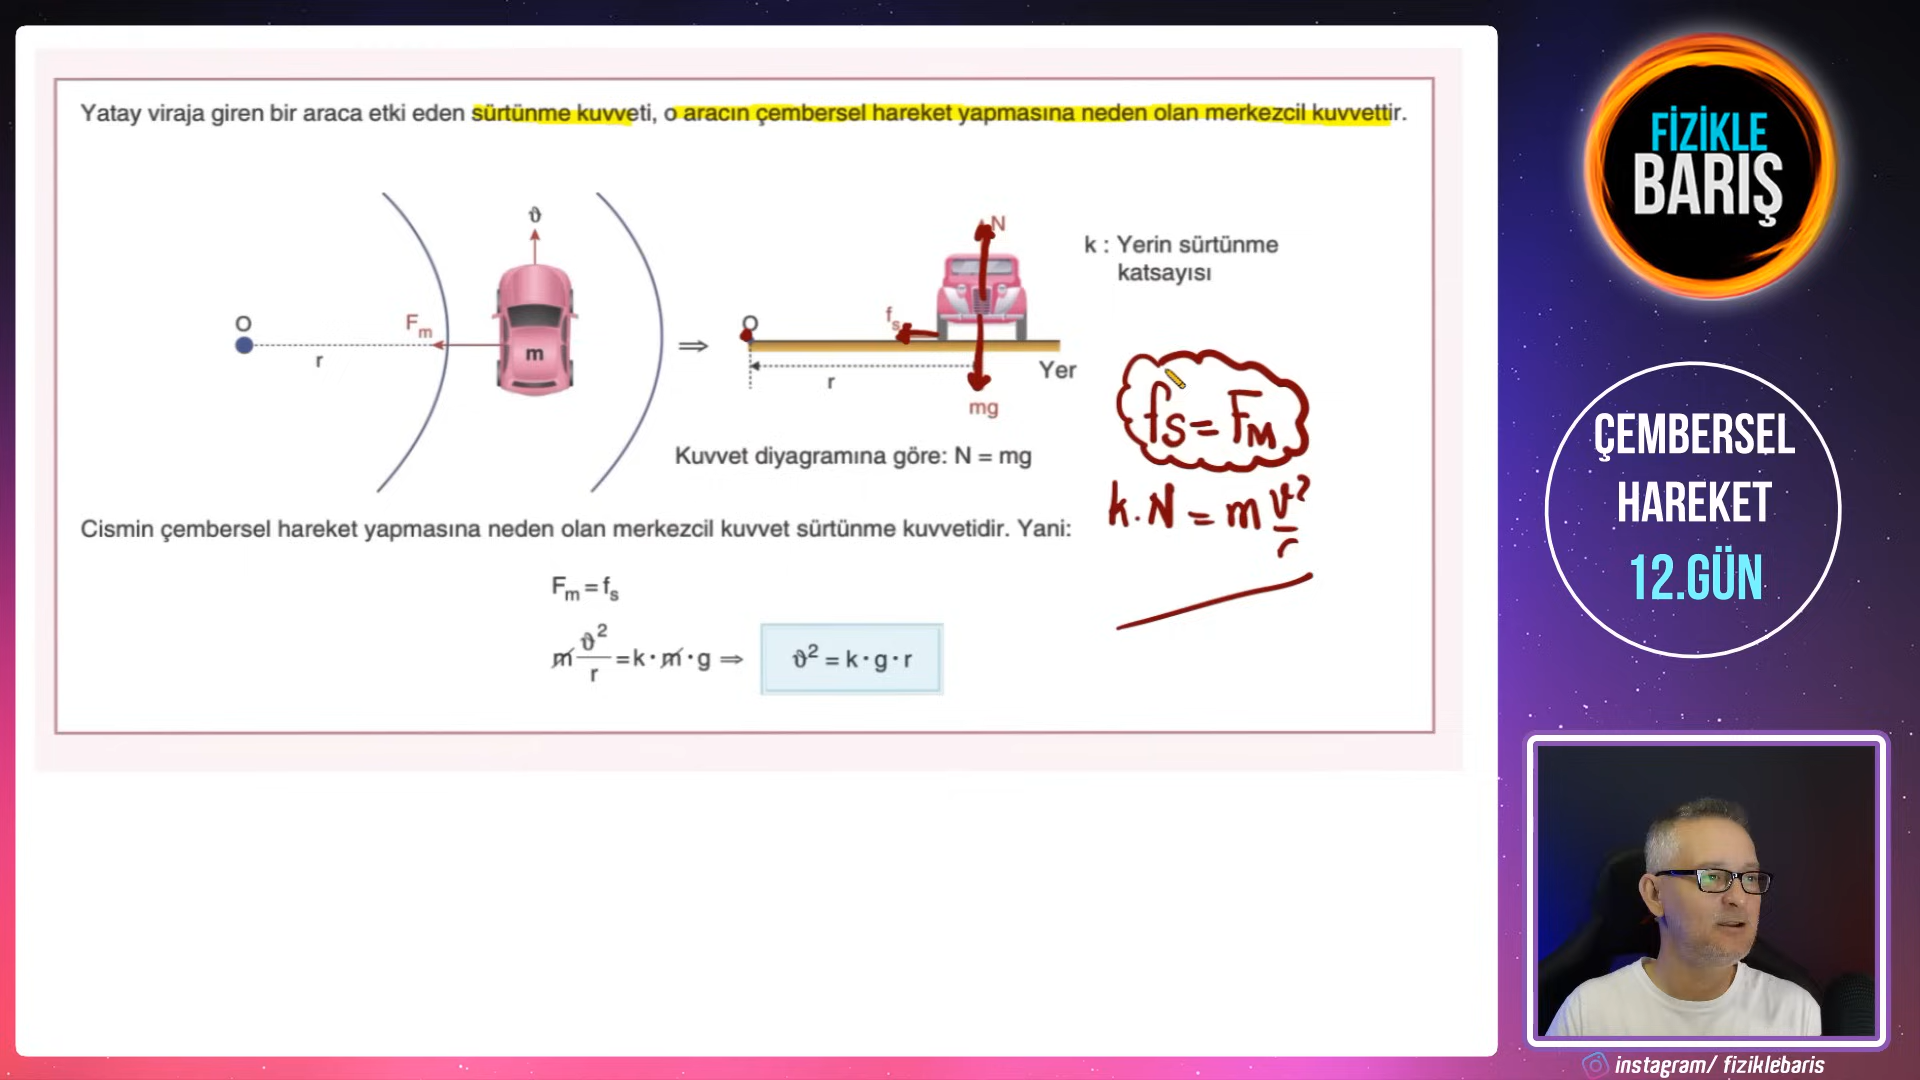 Yatay viraja giren bir araca etki eden sürtünme kuvveti, o aracın çembersel hareket yapmasına neden olan merkezcil kuvvettir.
ϑ
O
r
Fm
m
⇒
O
r
fs
N
mg
Yer
k : Yerin sürtünme
katsayısı
fs = FM
k.N = m v²/r
Kuvvet diyagramına göre: N = mg
Cismin çembersel hareket yapmasına neden olan merkezcil kuvvet sürtünme kuvvetidir. Yani:
Fm = fs
m ϑ²/r = k · m · g ⇒ ϑ² = k · g · r
FİZİKLE
BARIŞ
ÇEMBERSEL
HAREKET
12.GÜN
instagram/ fiziklebaris